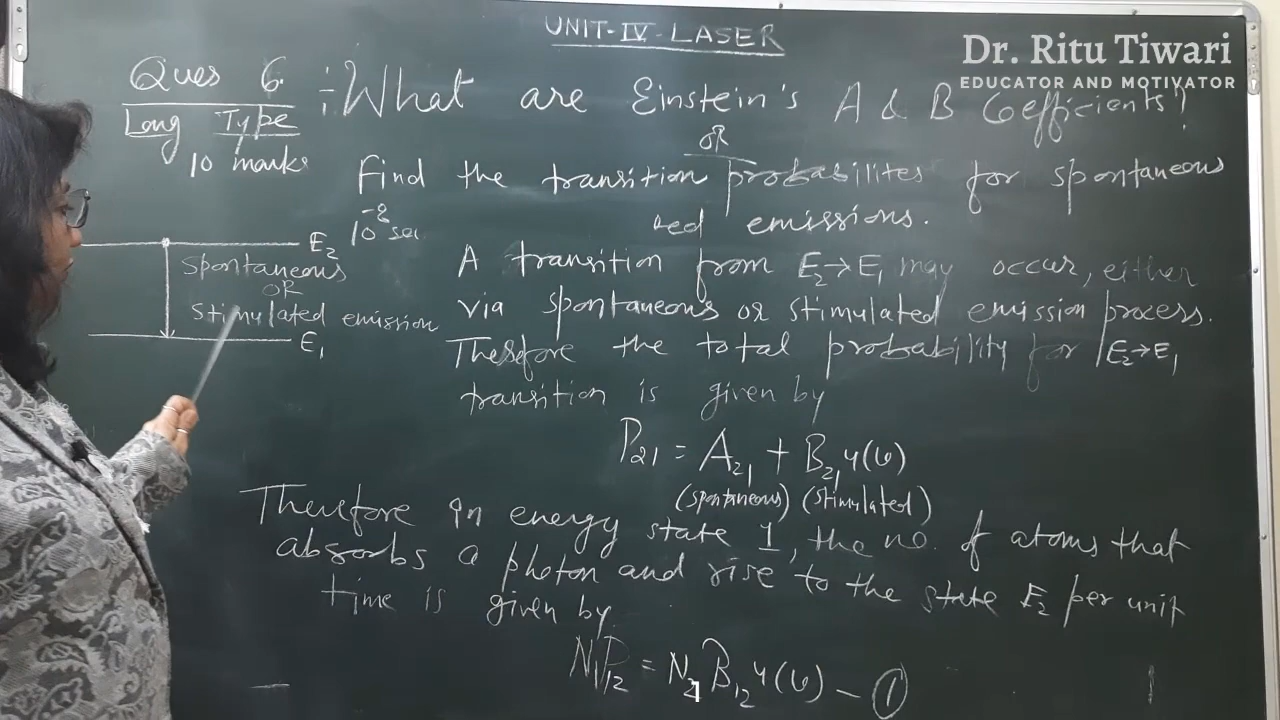 UNIT-IV-LASER
Dr. Ritu Tiwari
EDUCATOR AND MOTIVATOR
Ques 6 :- What are Einstein's A & B Coefficients?
Long Type
OR
10 marks
Find the transition probabilites for spontaneous
emissions.
10⁻⁸ sec
E₂
Spontaneous
OR
Stimulated emission
E₁
A transition from E₂→E₁ may occur, either
via spontaneous or stimulated emission process.
Therefore the total probability for E₂→E₁
transition is given by
P₂₁ = A₂₁ + B₂₁ u(υ)
(spontaneous) (stimulated)
Therefore in energy state 1, the no. of atoms that
absorbs a photon and rise to the state E₂ per unit
time is given by
N₁P₁₂ = N₁ B₁₂ u(υ) – ①